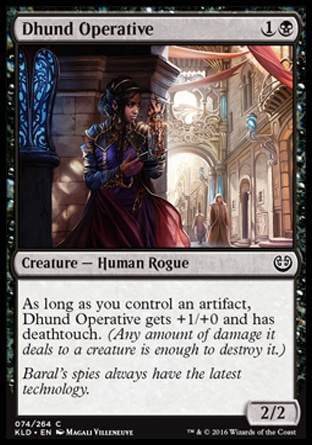 Dhund Operative 1
Creature — Human Rogue
As long as you control an artifact,
Dhund Operative gets +1/+0 and has
deathtouch. (Any amount of damage it
deals to a creature is enough to destroy it.)
Baral's spies always have the latest
technology.
2/2
074/264 C
KLD • EN Magali Villeneuve
™ & © 2016 Wizards of the Coast